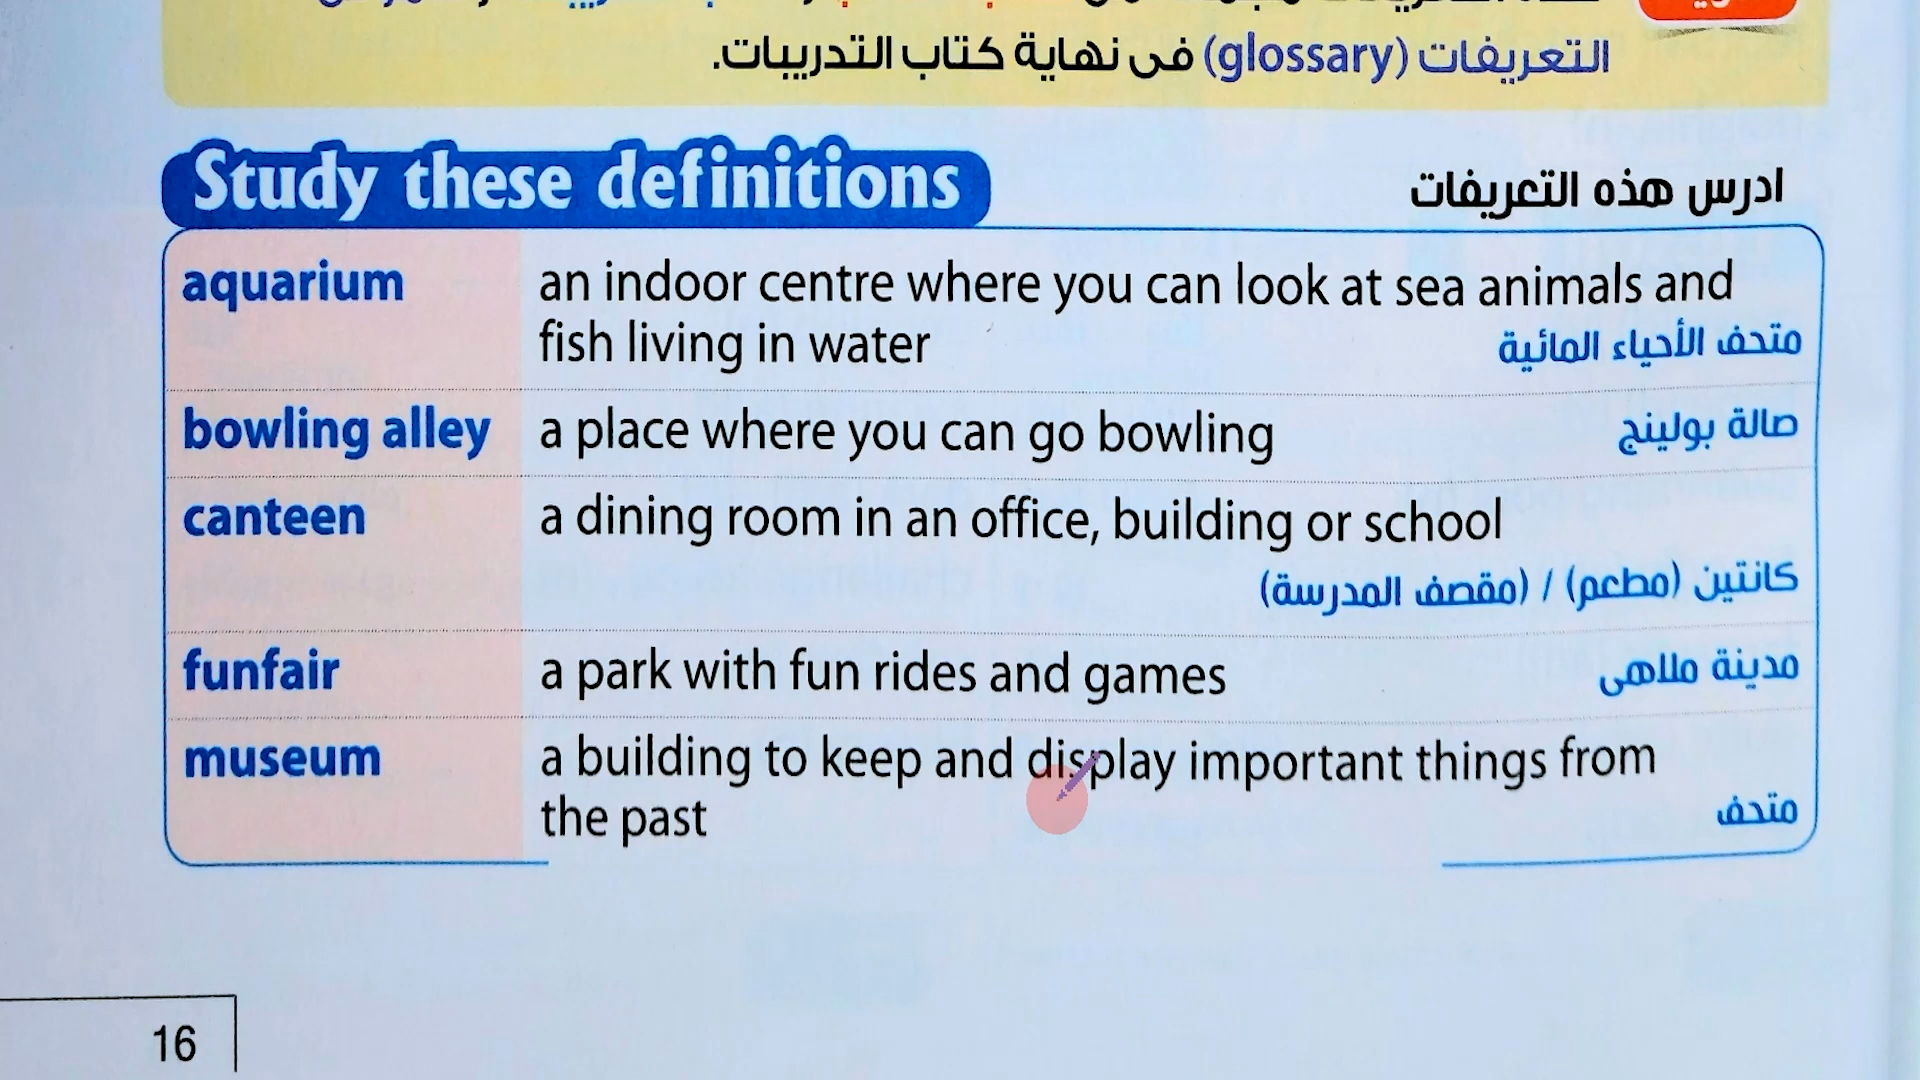 التعريفات (glossary) فى نهاية كتاب التدريبات.
Study these definitions
ادرس هذه التعريفات
aquarium an indoor centre where you can look at sea animals and
fish living in water متحف الأحياء المائية
bowling alley a place where you can go bowling صالة بولينج
canteen a dining room in an office, building or school
كانتين (مطعم) / (مقصف المدرسة)
funfair a park with fun rides and games مدينة ملاهى
museum a building to keep and display important things from
the past متحف
16